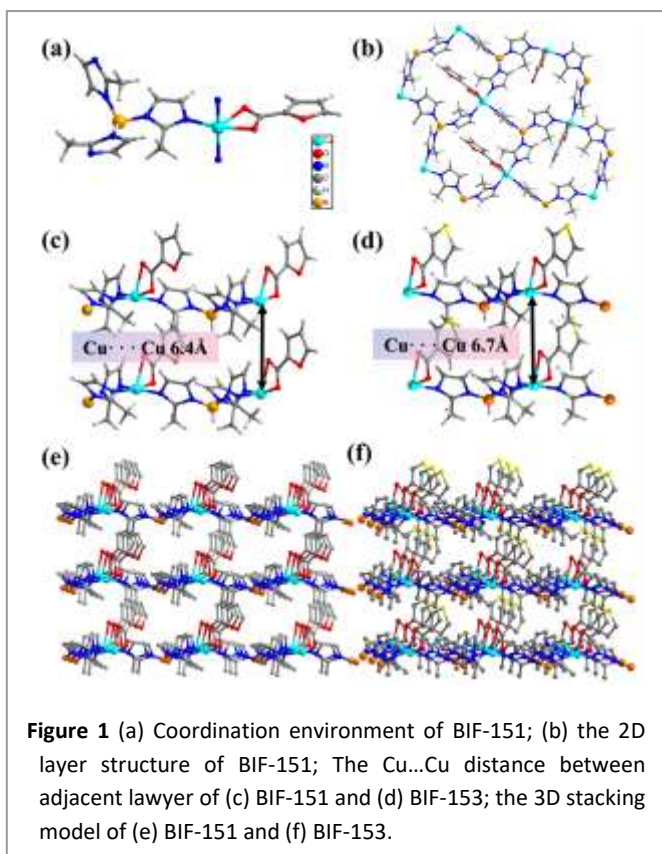 (a)
(b)
(c)
(d)
Cu· · · Cu 6.4Å
Cu· · · Cu 6.7Å
(e)
(f)
Figure 1 (a) Coordination environment of BIF-151; (b) the 2D
layer structure of BIF-151; The Cu...Cu distance between
adjacent lawyer of (c) BIF-151 and (d) BIF-153; the 3D stacking
model of (e) BIF-151 and (f) BIF-153.